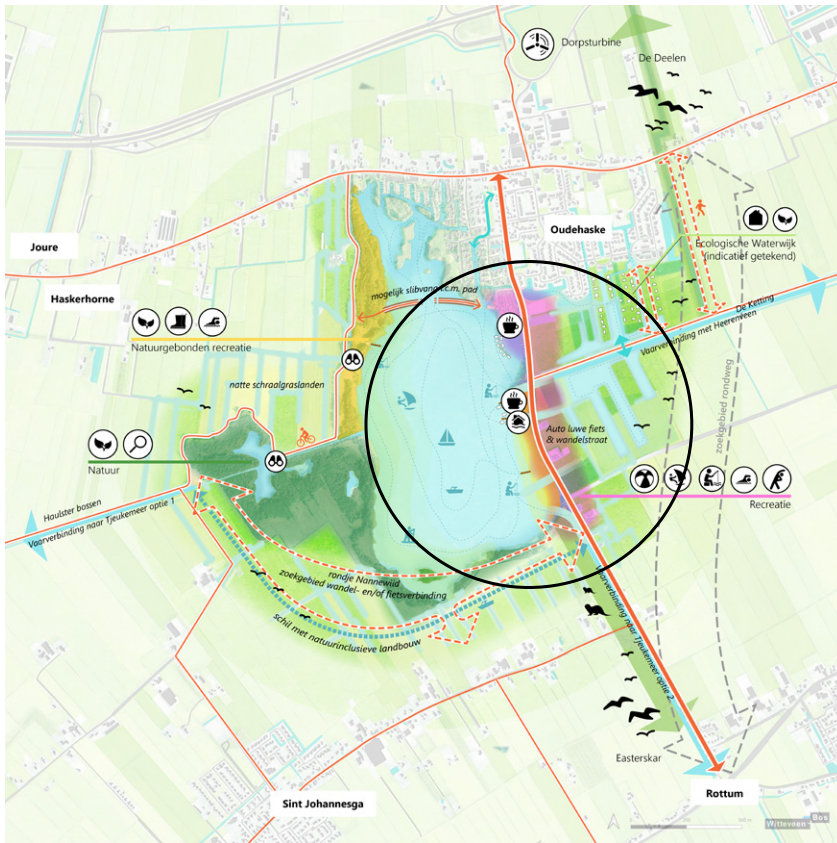 Dorpsturbine
De Deelen
Joure
Oudehaske
Ecologische Waterwijk
(indicatief getekend)
Haskerhorne
mogelijk slibvang i.c.m. pad
De Ketting
Vaarverbinding met Heerenveen
Natuurgebonden recreatie
natte schraalgraslanden
zoekgebied rondweg
Auto luwe fiets
& wandelstraat
Natuur
Recreatie
Haulster bossen
Vaarverbinding naar Tjeukemeer optie 1
rondje Nannewiid
zoekgebied wandel- en/of fietsverbinding
schil met natuurinclusieve landbouw
Vaarverbinding naar Tjeukemeer optie 2
Easterskar
Rottum
Sint Johannesga
Witteveen Bos